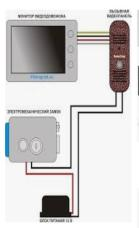 МОНИТОР ВИДЕОДОМОФОНА
ВЫЗЫВНАЯ
ВИДЕОПАНЕЛЬ
ЭЛЕКТРОМЕХАНИЧЕСКИЙ ЗАМОК
БЛОК ПИТАНИЯ 12 В